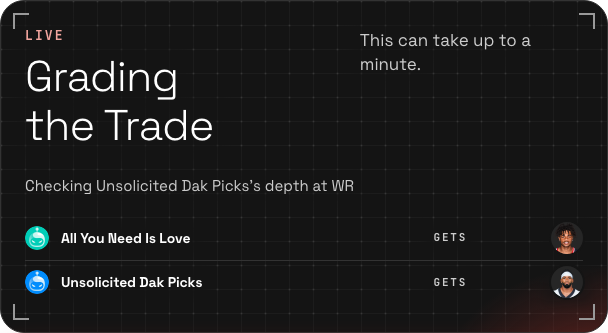 LIVE
Grading
the Trade
This can take up to a
minute.
Checking Unsolicited Dak Picks's depth at WR
All You Need Is Love GETS
Unsolicited Dak Picks GETS